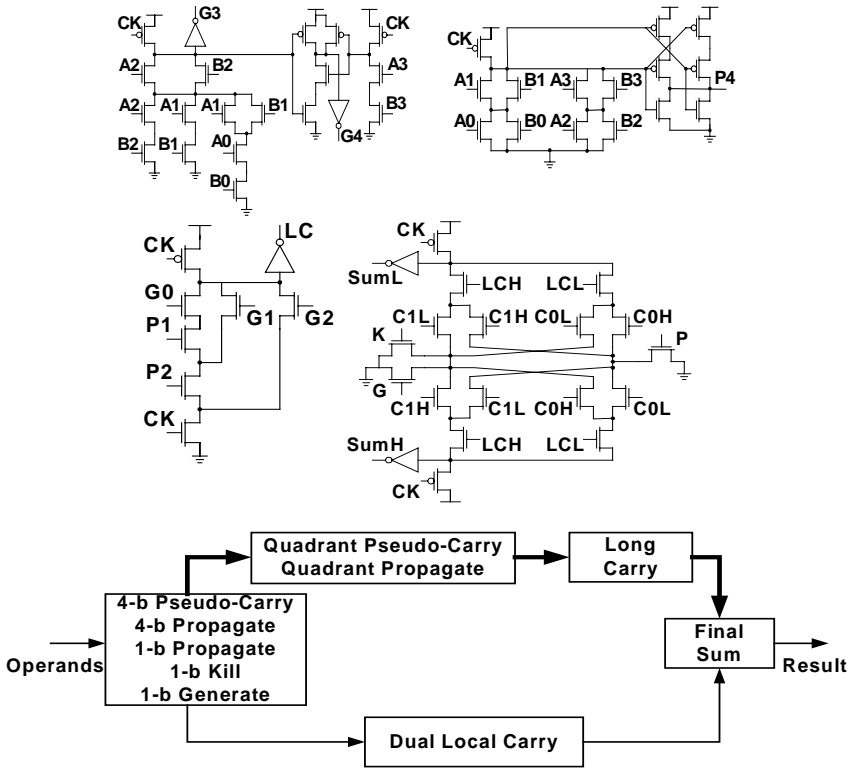 CK G3 CK
A2 B2 A3
A2 A1 A1 B1 B3
B2 B1 A0 G4
B0
CK
A1 B1 A3 B3 P4
A0 B0 A2 B2
CK LC
G0
P1 G1 G2
P2
CK
CK
SumL
LCH LCL
C1L C1H C0L C0H
K P
G
C1H C1L C0H C0L
SumH LCH LCL
CK
Quadrant Pseudo-Carry
Quadrant Propagate
Long
Carry
4-b Pseudo-Carry
4-b Propagate
1-b Propagate
1-b Kill
1-b Generate
Operands
Final
Sum
Result
Dual Local Carry